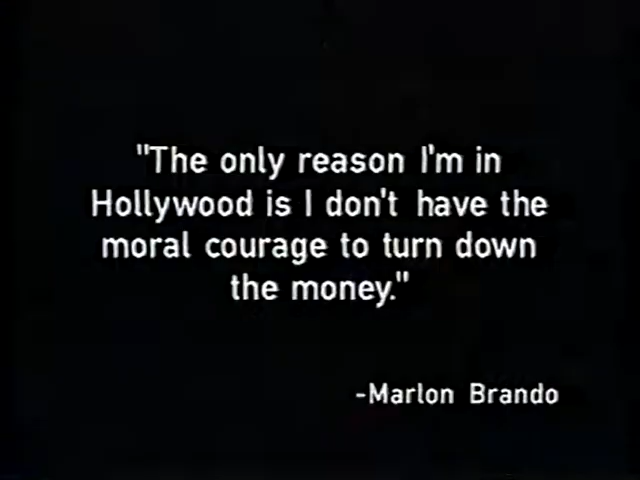 "The only reason I'm in
Hollywood is I don't have the
moral courage to turn down
the money."
-Marlon Brando